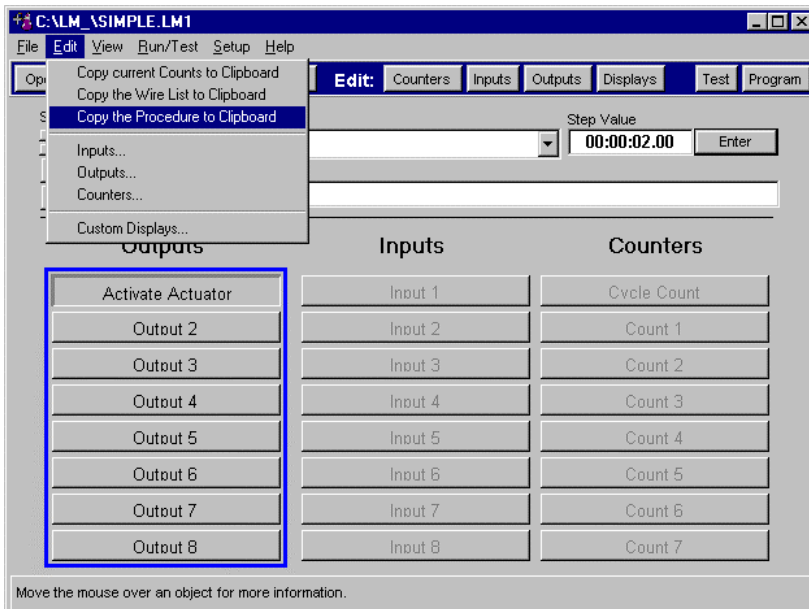 C:\LM_\SIMPLE.LM1
File Edit View Run/Test Setup Help
Edit: Counters Inputs Outputs Displays Test Program
Copy current Counts to Clipboard
Copy the Wire List to Clipboard
Copy the Procedure to Clipboard
Inputs...
Outputs...
Counters...
Custom Displays...
Step Value
00:00:02.00 Enter
Outputs Inputs Counters
Activate Actuator Input 1 Cycle Count
Output 2 Input 2 Count 1
Output 3 Input 3 Count 2
Output 4 Input 4 Count 3
Output 5 Input 5 Count 4
Output 6 Input 6 Count 5
Output 7 Input 7 Count 6
Output 8 Input 8 Count 7
Move the mouse over an object for more information.